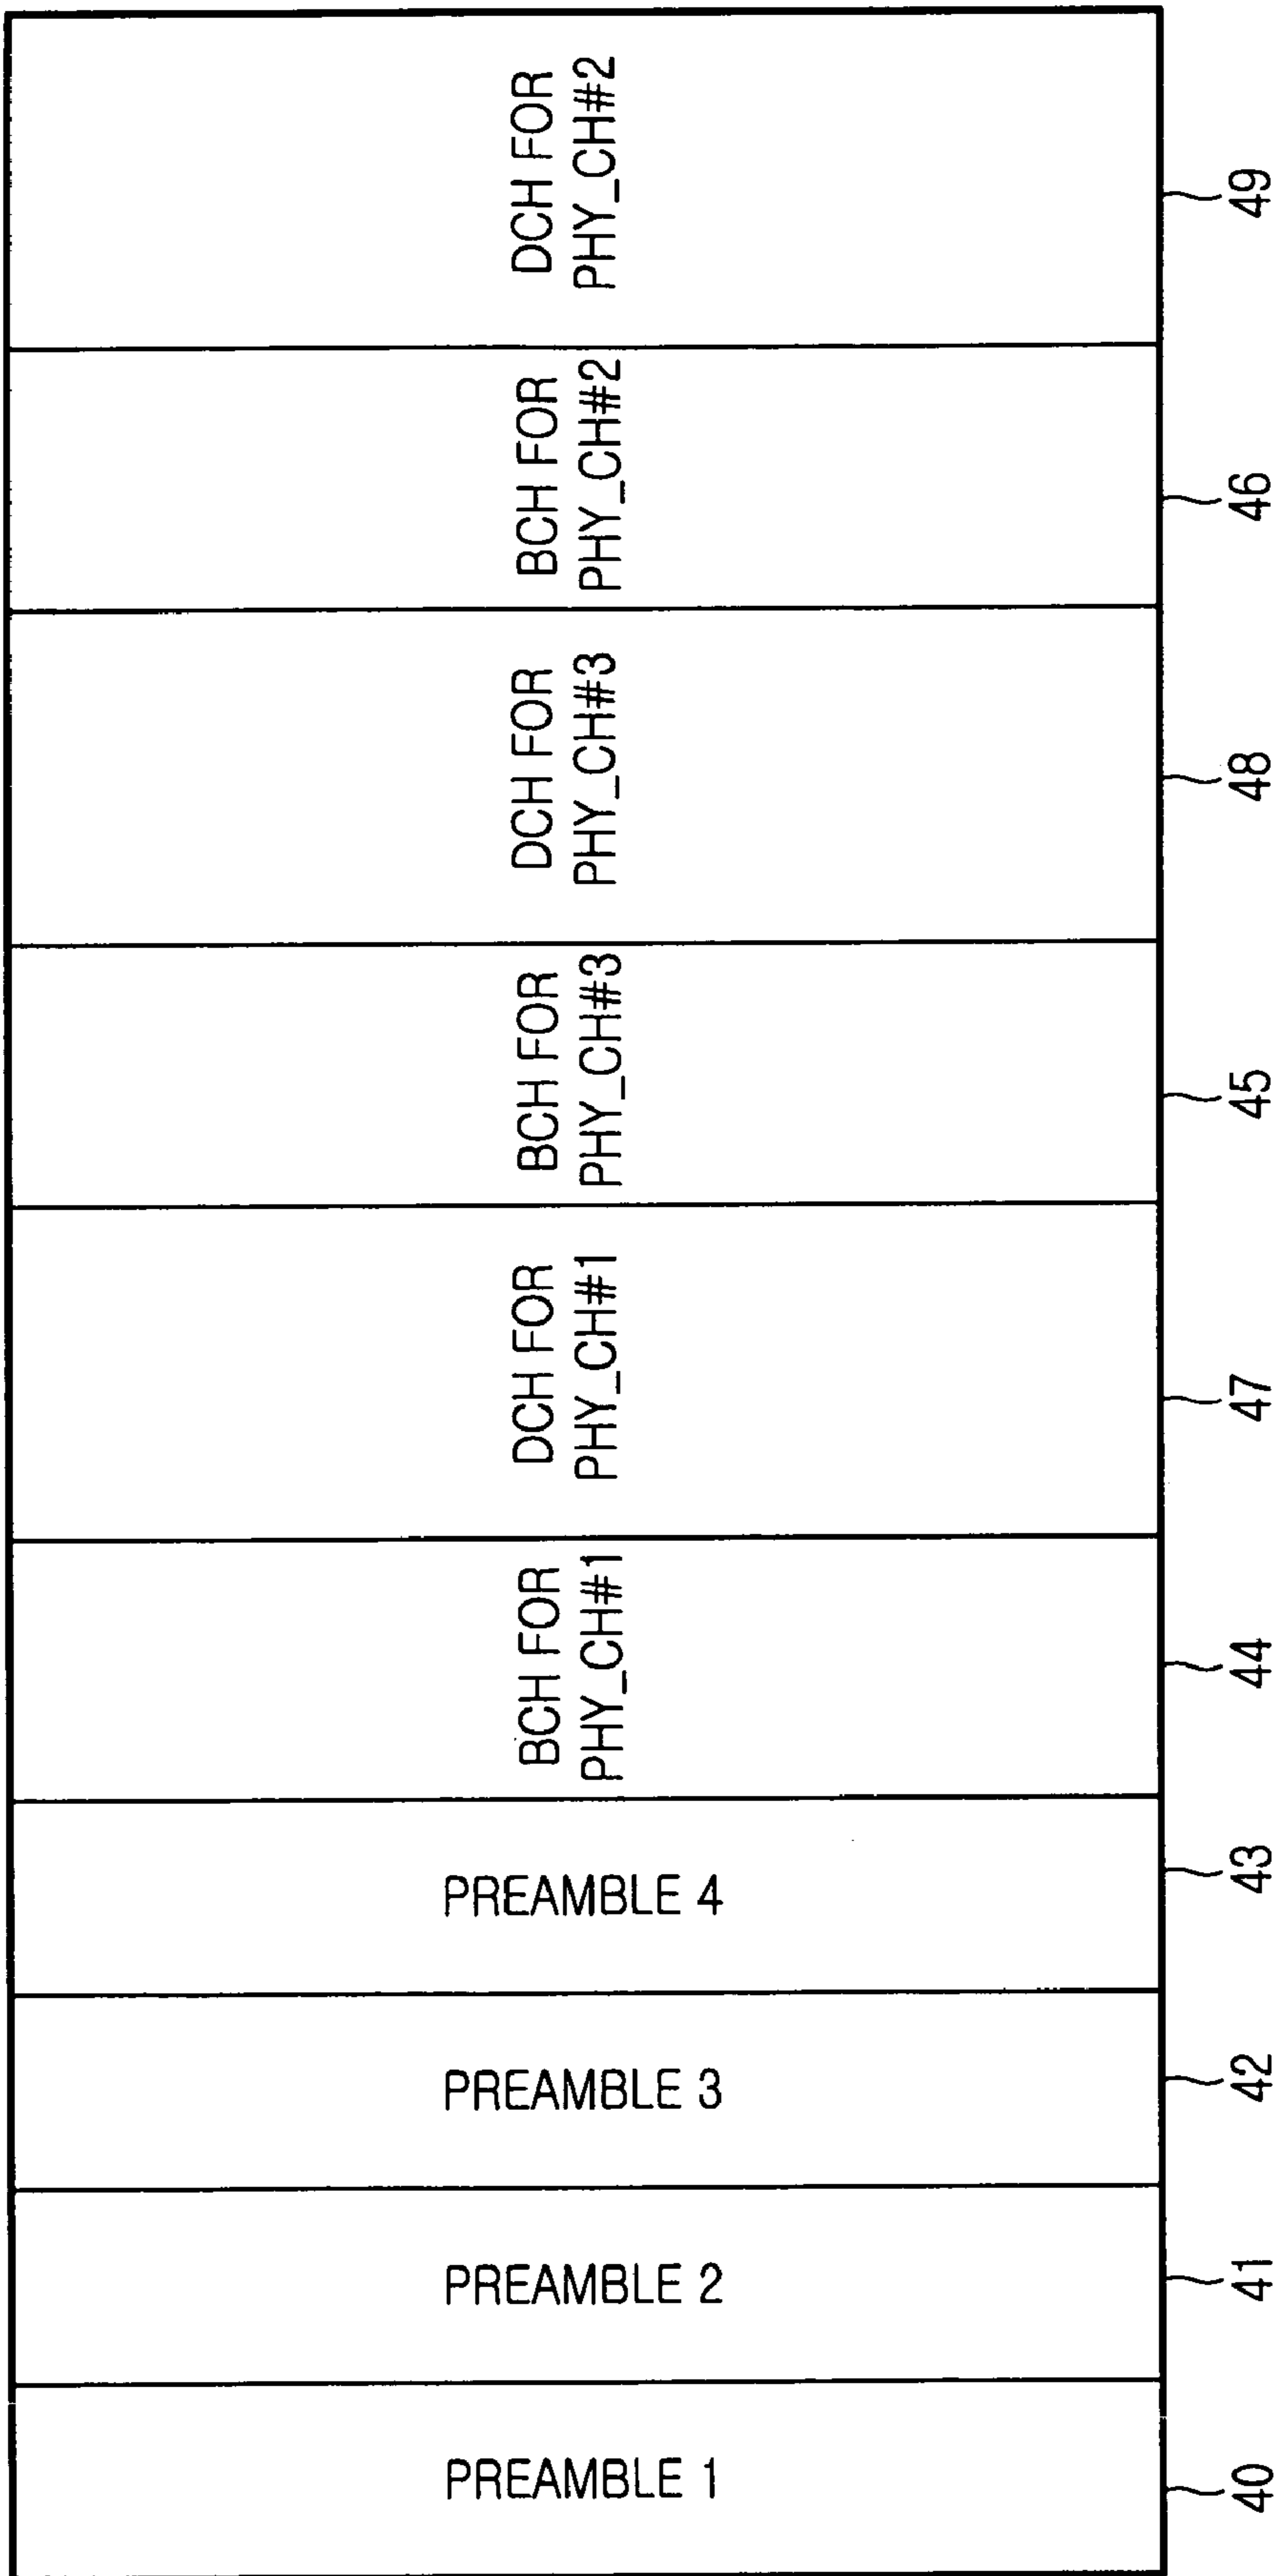 PREAMBLE 1
PREAMBLE 2
PREAMBLE 3
PREAMBLE 4
BCH FOR
PHY_CH#1
DCH FOR
PHY_CH#1
BCH FOR
PHY_CH#3
DCH FOR
PHY_CH#3
BCH FOR
PHY_CH#2
DCH FOR
PHY_CH#2
40
41
42
43
44
47
45
48
46
49